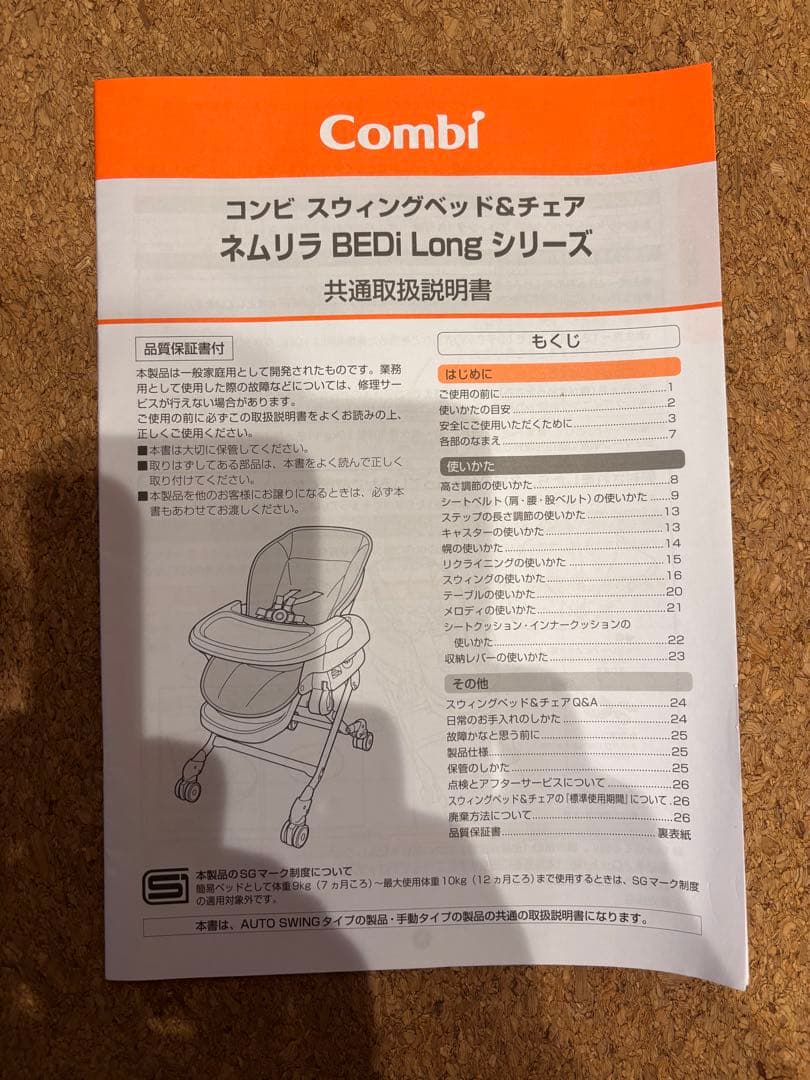 Combi
コンビ スウィングベッド&チェア
ネムリラ BEDi Long シリーズ
共通取扱説明書
品質保証書付
本製品は一般家庭用として開発されたものです。業務
用として使用した際の故障などについては、修理サー
ビスが行えない場合があります。
ご使用の前に必ずこの取扱説明書をよくお読みの上、
正しくご使用ください。
■本書は大切に保管してください。
■取りはずしてある部品は、本書をよく読んで正しく
取り付けてください。
■本製品を他のお客様にお譲りになるときは、必ず本
書もあわせてお渡しください。
もくじ
はじめに
ご使用の前に.....1
使いかたの目安.....2
安全にご使用いただくために.....3
各部のなまえ.....7
使いかた
高さ調節の使いかた.....8
シートベルト(肩・腰・股ベルト)の使いかた.....9
ステップの長さ調節の使いかた.....13
キャスターの使いかた.....13
幌の使いかた.....14
リクライニングの使いかた.....15
スウィングの使いかた.....16
テーブルの使いかた.....20
メロディの使いかた.....21
シートクッション・インナークッションの
使いかた.....22
収納レバーの使いかた.....23
その他
スウィングベッド&チェアQ&A.....24
日常のお手入れのしかた.....24
故障かなと思う前に.....25
製品仕様.....25
保管のしかた.....25
点検とアフターサービスについて.....26
スウィングベッド&チェアの「標準使用期間」について.26
廃棄方法について.....26
品質保証書.....裏表紙
本製品のSGマーク制度について
簡易ベッドとして体重9kg(7ヵ月ころ)~最大使用体重10kg(12ヵ月ころ)まで使用するときは、SGマーク制度
の適用対象外です。
本書は、AUTO SWINGタイプの製品・手動タイプの製品の共通の取扱説明書になります。